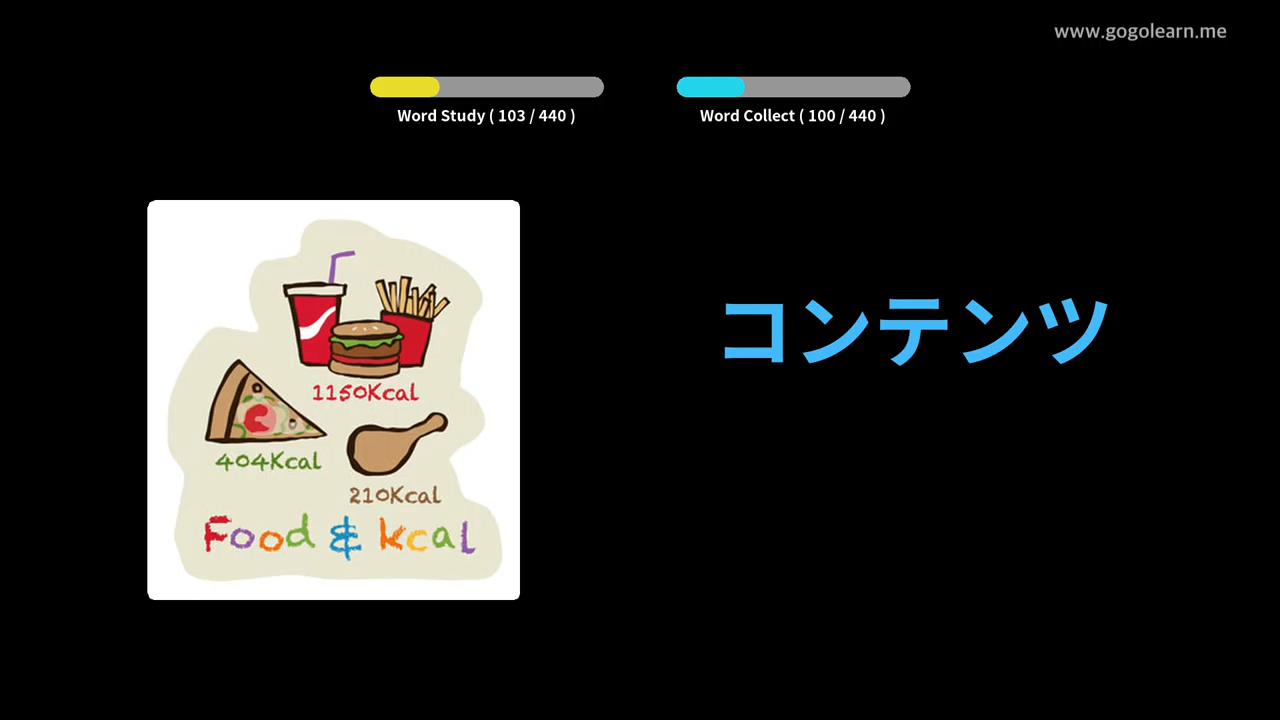 www.gogolearn.me
Word Study ( 103 / 440 )
Word Collect ( 100 / 440 )
1150Kcal
404Kcal
210Kcal
Food & kcal
コンテンツ